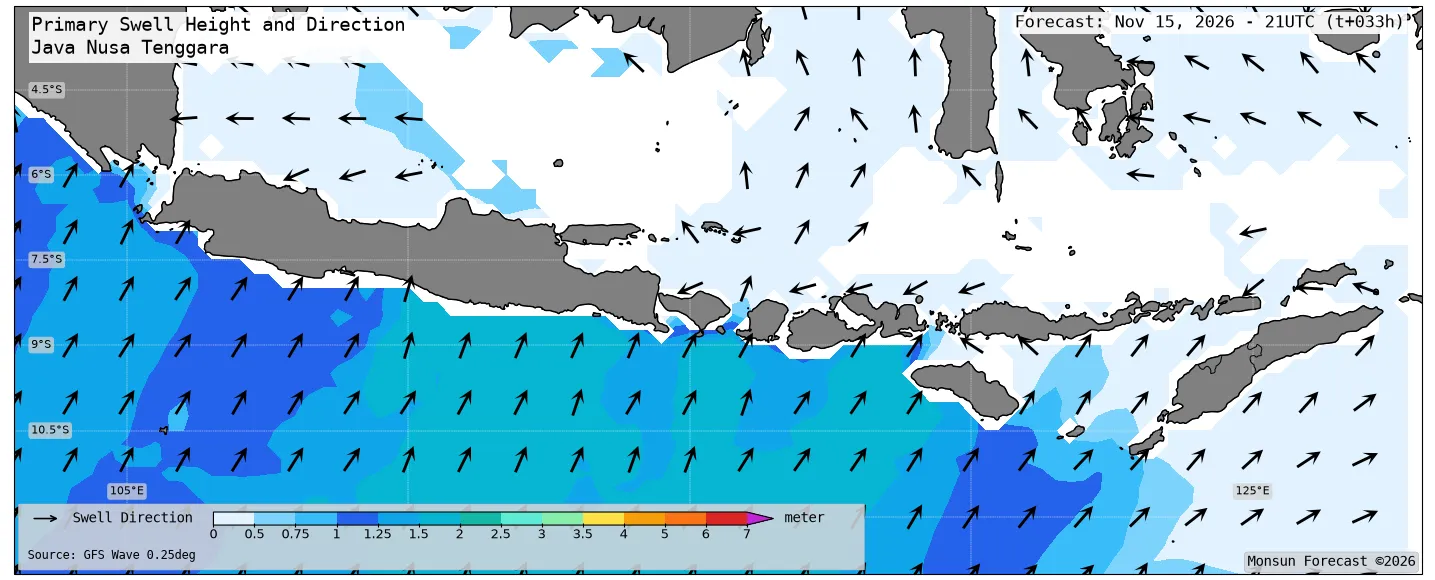 Primary Swell Height and Direction
Java Nusa Tenggara
Forecast: Nov 15, 2026 - 21UTC (t+033h)
4.5°S
6°S
7.5°S
9°S
10.5°S
105°E
125°E
Swell Direction
0 0.5 0.75 1 1.25 1.5 2 2.5 3 3.5 4 5 6 7
meter
Source: GFS Wave 0.25deg
Monsun Forecast ©2026